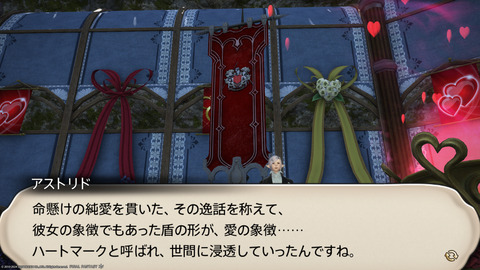 アストリド
命懸けの純愛を貫いた、その逸話を称えて、
彼女の象徴でもあった盾の形が、愛の象徴……
ハートマークと呼ばれ、世間に浸透していったんですね。